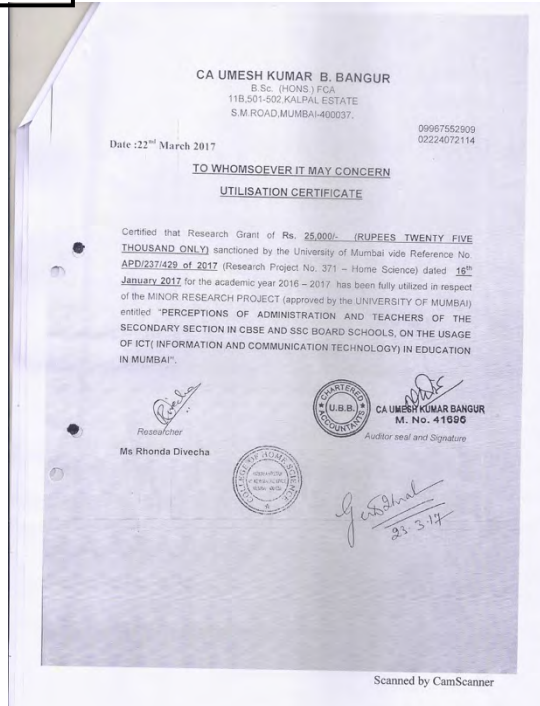 CA UMESH KUMAR B. BANGUR
B.Sc. (HONS.) FCA
11B,501-502,KALPAL ESTATE
S.M.ROAD,MUMBAI-400037.
09967552909
02224072114
Date :22nd March 2017
TO WHOMSOEVER IT MAY CONCERN
UTILISATION CERTIFICATE
Certified that Research Grant of Rs. 25,000/- (RUPEES TWENTY FIVE
THOUSAND ONLY) sanctioned by the University of Mumbai vide Reference No.
APD/237/429 of 2017 (Research Project No. 371 – Home Science) dated 16th
January 2017 for the academic year 2016 – 2017 has been fully utilized in respect
of the MINOR RESEARCH PROJECT (approved by the UNIVERSITY OF MUMBAI)
entitled "PERCEPTIONS OF ADMINISTRATION AND TEACHERS OF THE
SECONDARY SECTION IN CBSE AND SSC BOARD SCHOOLS, ON THE USAGE
OF ICT( INFORMATION AND COMMUNICATION TECHNOLOGY) IN EDUCATION
IN MUMBAI".
Rivecha
CHARTERED
U.B.B.
ACCOUNTANTS
CA UMESH KUMAR BANGUR
M. No. 41696
Researcher
Auditor seal and Signature
Ms Rhonda Divecha
COLLEGE OF HOME SCIENCE
23.3.17
Scanned by CamScanner